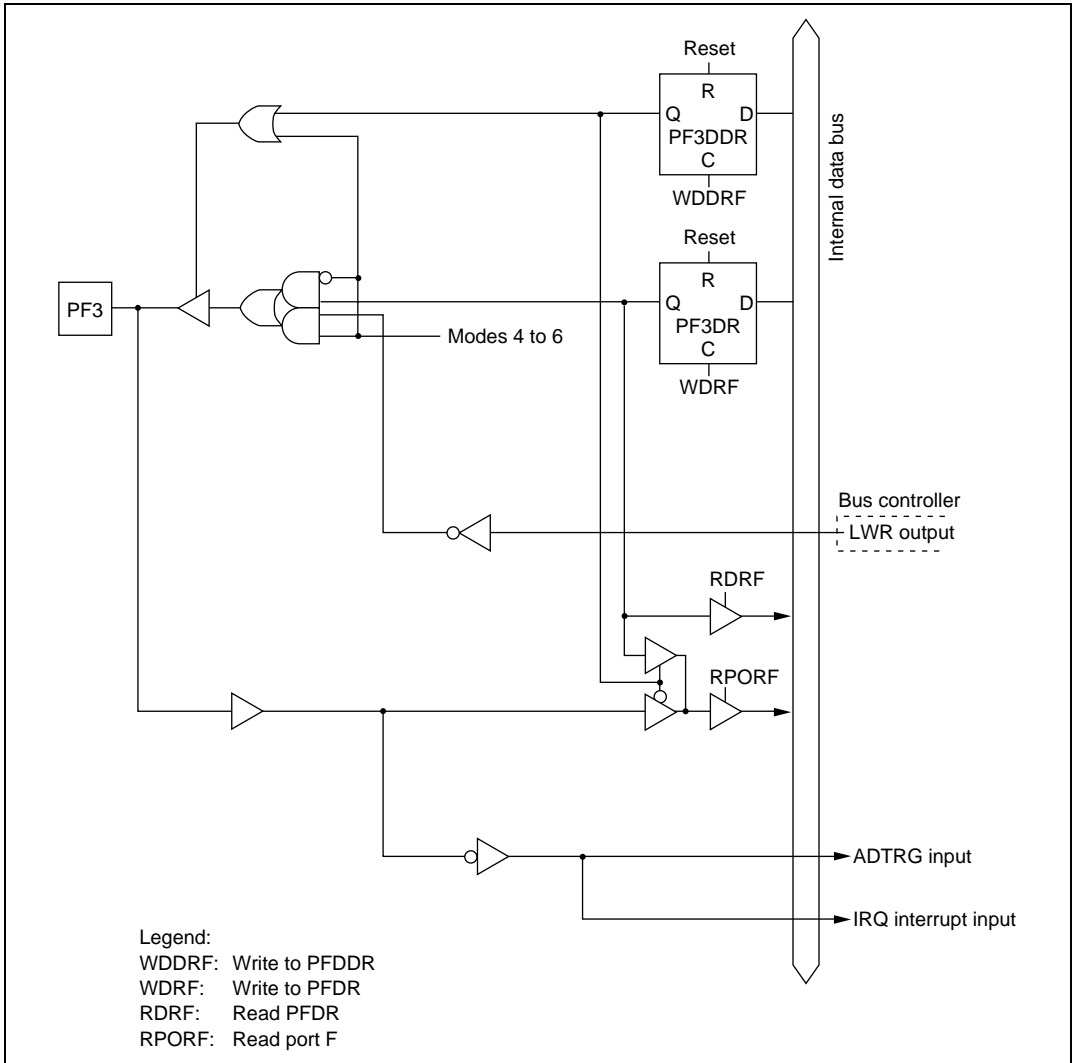 Reset
R
Q
D
PF3DDR
C
WDDRF
Internal data bus
Reset
R
Q
D
PF3DR
C
WDRF
PF3
Modes 4 to 6
Bus controller
LWR output
RDRF
RPORF
ADTRG input
IRQ interrupt input
Legend:
WDDRF: Write to PFDDR
WDRF: Write to PFDR
RDRF: Read PFDR
RPORF: Read port F